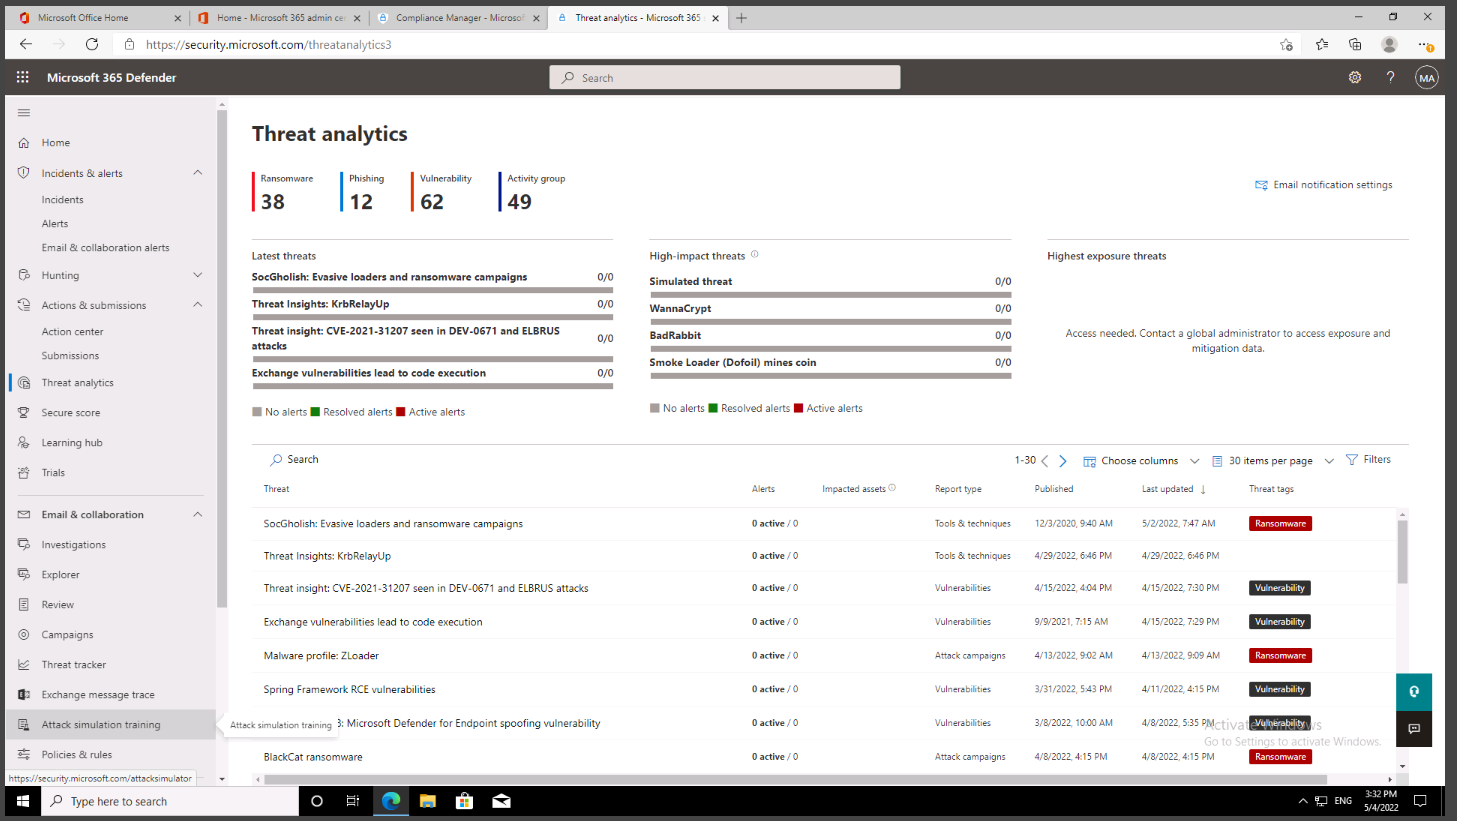 Microsoft Office Home
Home - Microsoft 365 admin cer
Compliance Manager - Microsof
Threat analytics - Microsoft 365
https://security.microsoft.com/threatanalytics3
Microsoft 365 Defender
Search
MA
Home
Incidents & alerts
Incidents
Alerts
Email & collaboration alerts
Hunting
Actions & submissions
Action center
Submissions
Threat analytics
Secure score
Learning hub
Trials
Email & collaboration
Investigations
Explorer
Review
Campaigns
Threat tracker
Exchange message trace
Attack simulation training
Policies & rules
https://security.microsoft.com/attacksimulator
Attack simulation training
Threat analytics
Ransomware Phishing Vulnerability Activity group
38 12 62 49
Email notification settings
Latest threats
SocGholish: Evasive loaders and ransomware campaigns 0/0
Threat Insights: KrbRelayUp 0/0
Threat insight: CVE-2021-31207 seen in DEV-0671 and ELBRUS
attacks 0/0
Exchange vulnerabilities lead to code execution 0/0
No alerts Resolved alerts Active alerts
High-impact threats
Simulated threat 0/0
WannaCrypt 0/0
BadRabbit 0/0
Smoke Loader (Dofoil) mines coin 0/0
No alerts Resolved alerts Active alerts
Highest exposure threats
Access needed. Contact a global administrator to access exposure and
mitigation data.
Search 1-30 Choose columns 30 items per page Filters
Threat Alerts Impacted assets Report type Published Last updated ↓ Threat tags
SocGholish: Evasive loaders and ransomware campaigns 0 active / 0 Tools & techniques 12/3/2020, 9:40 AM 5/2/2022, 7:47 AM Ransomware
Threat Insights: KrbRelayUp 0 active / 0 Tools & techniques 4/29/2022, 6:46 PM 4/29/2022, 6:46 PM
Threat insight: CVE-2021-31207 seen in DEV-0671 and ELBRUS attacks 0 active / 0 Vulnerabilities 4/15/2022, 4:04 PM 4/15/2022, 7:30 PM Vulnerability
Exchange vulnerabilities lead to code execution 0 active / 0 Vulnerabilities 9/9/2021, 7:15 AM 4/15/2022, 7:29 PM Vulnerability
Malware profile: ZLoader 0 active / 0 Attack campaigns 4/13/2022, 9:02 AM 4/13/2022, 9:09 AM Ransomware
Spring Framework RCE vulnerabilities 0 active / 0 Vulnerabilities 3/31/2022, 5:43 PM 4/11/2022, 4:15 PM Vulnerability
: Microsoft Defender for Endpoint spoofing vulnerability 0 active / 0 Vulnerabilities 3/8/2022, 10:00 AM 4/8/2022, 5:35 PM Vulnerability
BlackCat ransomware 0 active / 0 Attack campaigns 4/8/2022, 4:15 PM 4/8/2022, 4:15 PM Ransomware
Activate Windows
Go to Settings to activate Windows.
Type here to search
ENG
3:32 PM
5/4/2022